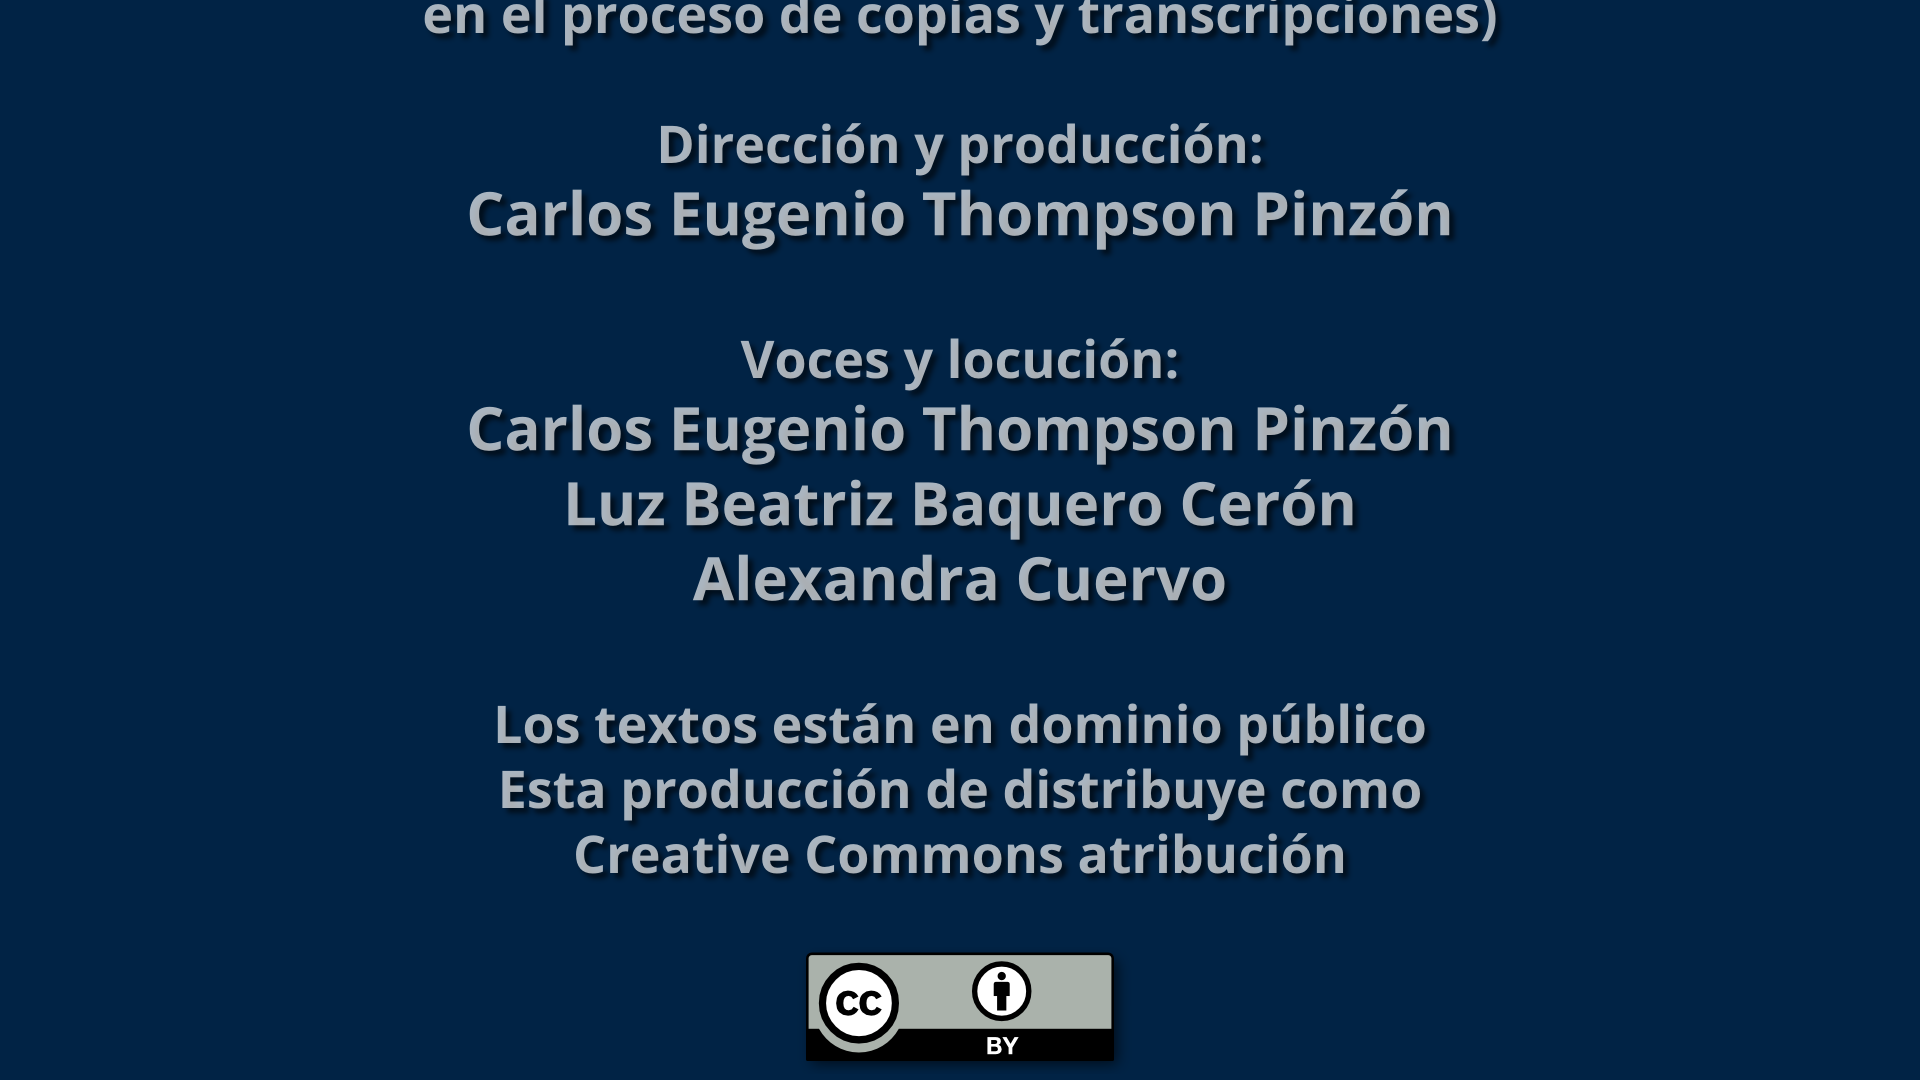 en el proceso de copias y transcripciones)
Dirección y producción:
Carlos Eugenio Thompson Pinzón
Voces y locución:
Carlos Eugenio Thompson Pinzón
Luz Beatriz Baquero Cerón
Alexandra Cuervo
Los textos están en dominio público
Esta producción de distribuye como
Creative Commons atribución
cc
BY